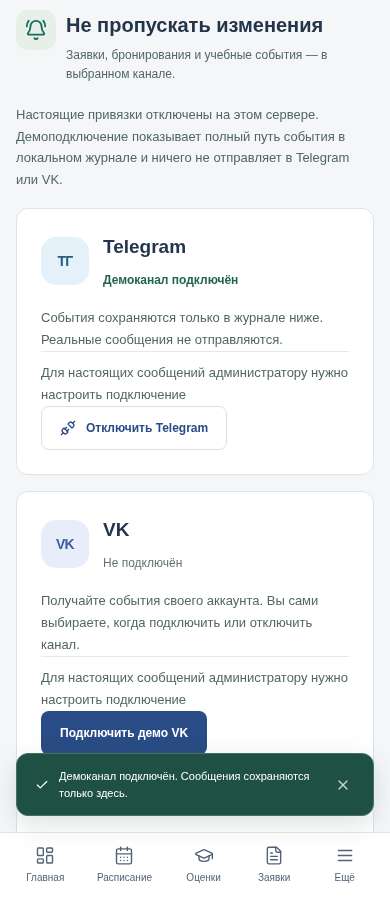 Не пропускать изменения
Заявки, бронирования и учебные события — в
выбранном канале.
Настоящие привязки отключены на этом сервере.
Демоподключение показывает полный путь события в
локальном журнале и ничего не отправляет в Telegram
или VK.
ТГ
Telegram
Демоканал подключён
События сохраняются только в журнале ниже.
Реальные сообщения не отправляются.
Для настоящих сообщений администратору нужно
настроить подключение
Отключить Telegram
VK
VK
Не подключён
Получайте события своего аккаунта. Вы сами
выбираете, когда подключить или отключить
канал.
Для настоящих сообщений администратору нужно
настроить подключение
Подключить демо VK
Демоканал подключён. Сообщения сохраняются
только здесь.
Главная
Расписание
Оценки
Заявки
Ещё